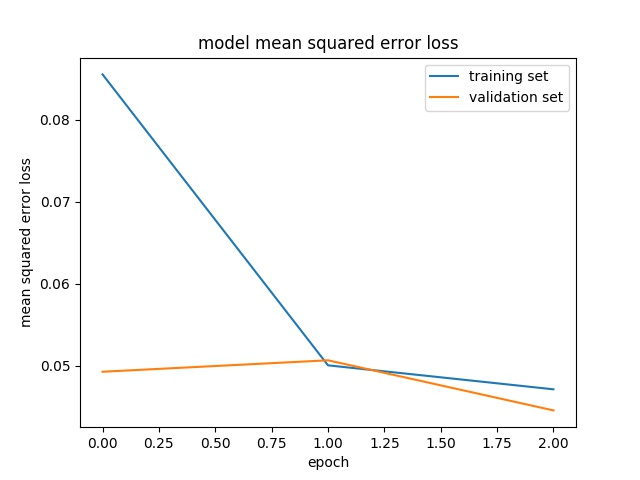 model mean squared error loss
training set
validation set
0.08
0.07
0.06
0.05
mean squared error loss
0.00 0.25 0.50 0.75 1.00 1.25 1.50 1.75 2.00
epoch